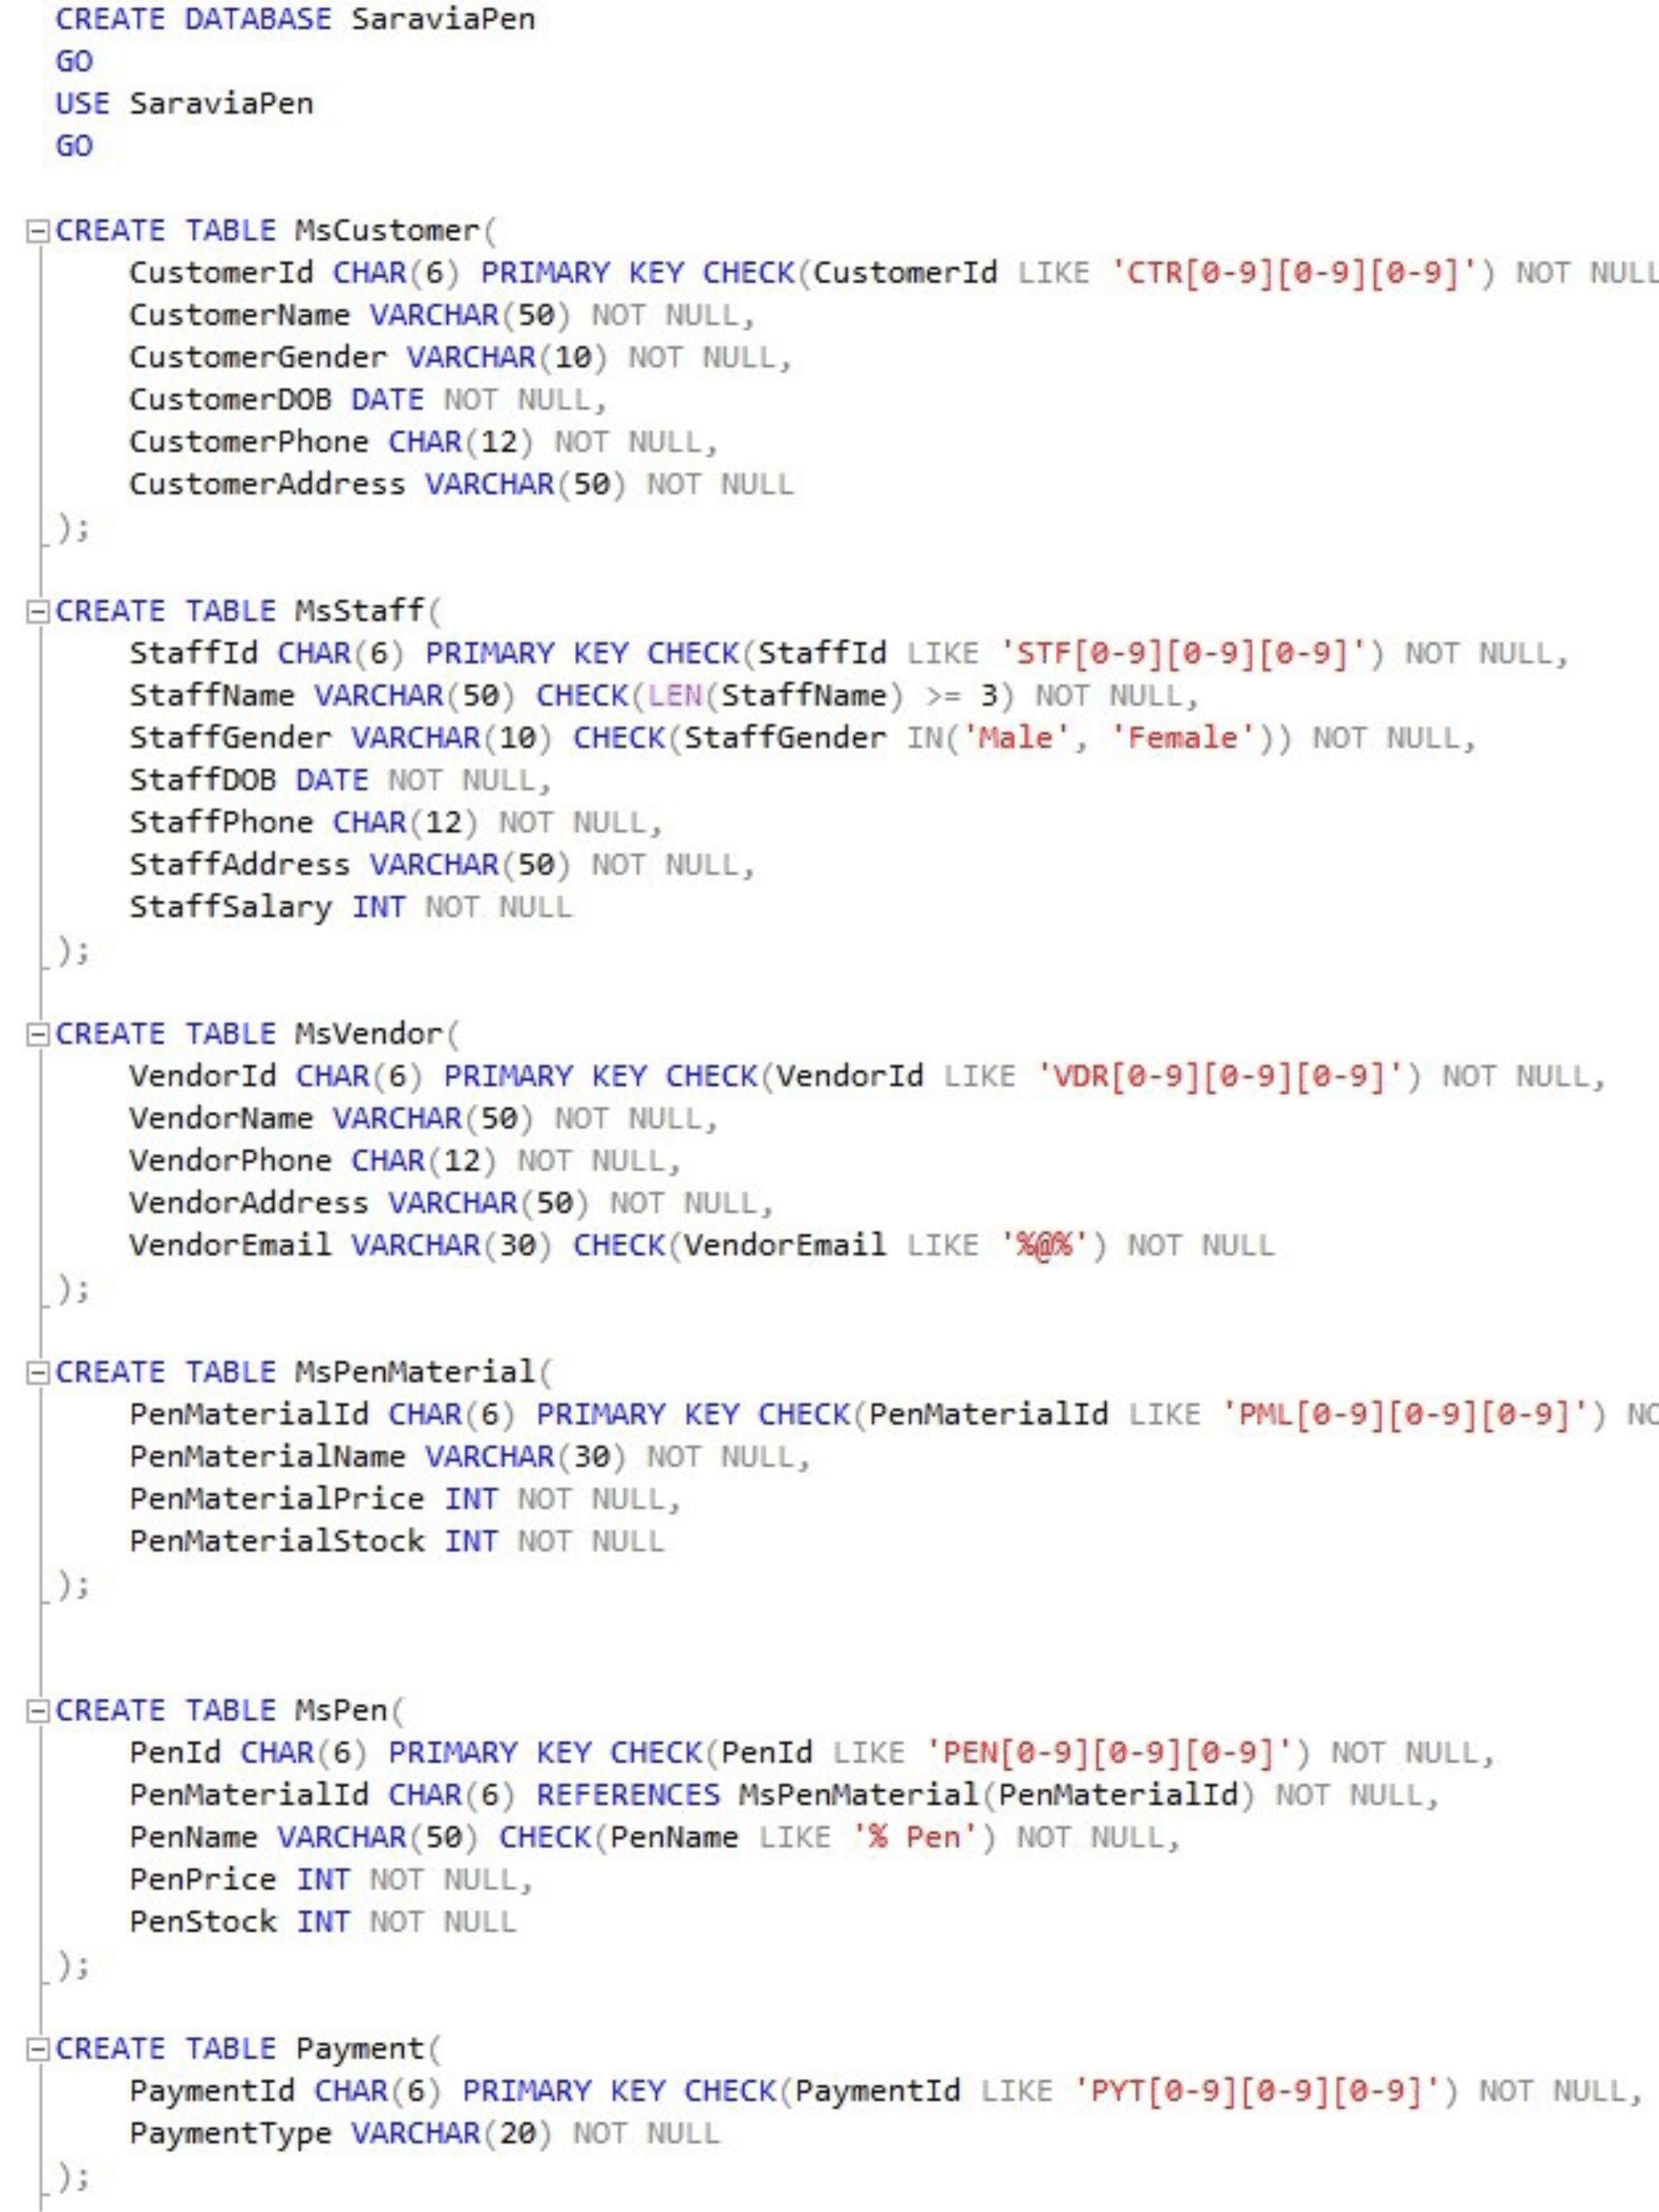 CREATE DATABASE SaraviaPen
GO
USE SaraviaPen
GO
CREATE TABLE MsCustomer(
CustomerId CHAR(6) PRIMARY KEY CHECK(CustomerId LIKE 'CTR[0-9][0-9][0-9]') NOT NULL
CustomerName VARCHAR(50) NOT NULL,
CustomerGender VARCHAR(10) NOT NULL,
CustomerDOB DATE NOT NULL,
CustomerPhone CHAR(12) NOT NULL,
CustomerAddress VARCHAR(50) NOT NULL
);
CREATE TABLE MsStaff(
StaffId CHAR(6) PRIMARY KEY CHECK(StaffId LIKE 'STF[0-9][0-9][0-9]') NOT NULL,
StaffName VARCHAR(50) CHECK(LEN(StaffName) >= 3) NOT NULL,
StaffGender VARCHAR(10) CHECK(StaffGender IN('Male', 'Female')) NOT NULL,
StaffDOB DATE NOT NULL,
StaffPhone CHAR(12) NOT NULL,
StaffAddress VARCHAR(50) NOT NULL,
StaffSalary INT NOT NULL
);
CREATE TABLE MsVendor(
VendorId CHAR(6) PRIMARY KEY CHECK(VendorId LIKE 'VDR[0-9][0-9][0-9]') NOT NULL,
VendorName VARCHAR(50) NOT NULL,
VendorPhone CHAR(12) NOT NULL,
VendorAddress VARCHAR(50) NOT NULL,
VendorEmail VARCHAR(30) CHECK(VendorEmail LIKE '%@%') NOT NULL
);
CREATE TABLE MsPenMaterial(
PenMaterialId CHAR(6) PRIMARY KEY CHECK(PenMaterialId LIKE 'PML[0-9][0-9][0-9]') NO
PenMaterialName VARCHAR(30) NOT NULL,
PenMaterialPrice INT NOT NULL,
PenMaterialStock INT NOT NULL
);
CREATE TABLE MsPen(
PenId CHAR(6) PRIMARY KEY CHECK(PenId LIKE 'PEN[0-9][0-9][0-9]') NOT NULL,
PenMaterialId CHAR(6) REFERENCES MsPenMaterial(PenMaterialId) NOT NULL,
PenName VARCHAR(50) CHECK(PenName LIKE '% Pen') NOT NULL,
PenPrice INT NOT NULL,
PenStock INT NOT NULL
);
CREATE TABLE Payment(
PaymentId CHAR(6) PRIMARY KEY CHECK(PaymentId LIKE 'PYT[0-9][0-9][0-9]') NOT NULL,
PaymentType VARCHAR(20) NOT NULL
);